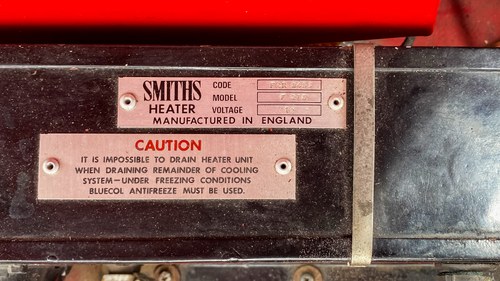 SMITHS
HEATER
CODE
MODEL
VOLTAGE
MANUFACTURED IN ENGLAND
CAUTION
IT IS IMPOSSIBLE TO DRAIN HEATER UNIT
WHEN DRAINING REMAINDER OF COOLING
SYSTEM—UNDER FREEZING CONDITIONS
BLUECOL ANTIFREEZE MUST BE USED.